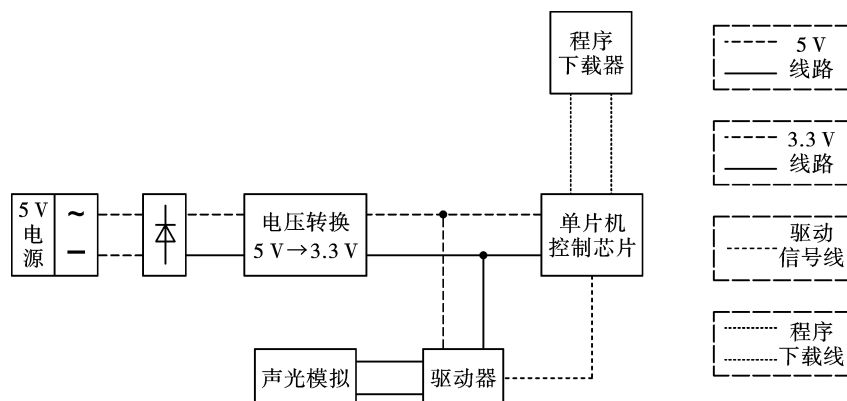 程序
下载器
5 V
电
源
~
−
电压转换
5 V→3.3 V
单片机
控制芯片
声光模拟
驱动器
5 V
线路
3.3 V
线路
驱动
信号线
程序
下载线